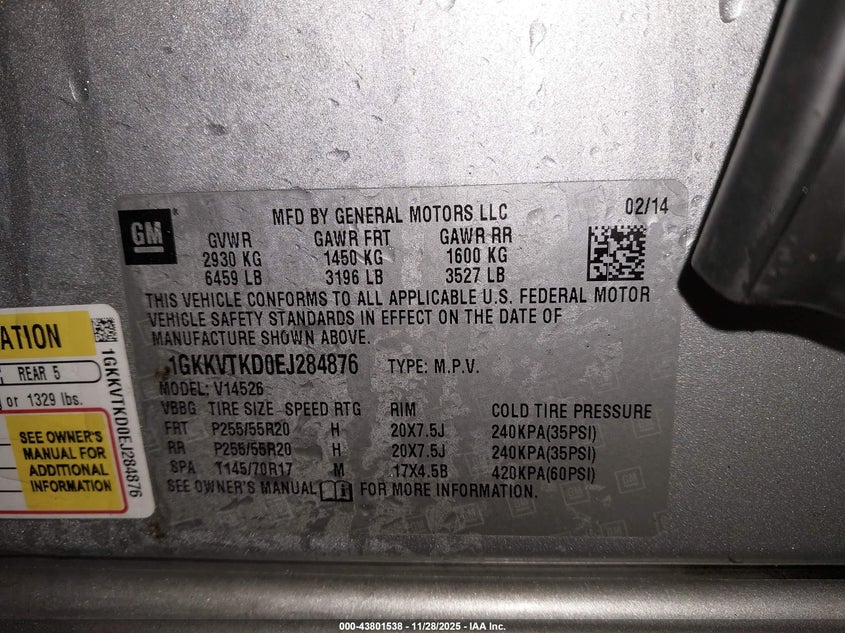 GM
MFD BY GENERAL MOTORS LLC
02/14
GVWR GAWR FRT GAWR RR
2930 KG 1450 KG 1600 KG
6459 LB 3196 LB 3527 LB
THIS VEHICLE CONFORMS TO ALL APPLICABLE U.S. FEDERAL MOTOR
VEHICLE SAFETY STANDARDS IN EFFECT ON THE DATE OF
MANUFACTURE SHOWN ABOVE.
1GKKVTKD0EJ284876 TYPE: M.P.V.
MODEL: V14526
VBBG TIRE SIZE SPEED RTG RIM COLD TIRE PRESSURE
FRT P255/55R20 H 20X7.5J 240KPA(35PSI)
RR P255/55R20 H 20X7.5J 240KPA(35PSI)
SPA T145/70R17 M 17X4.5B 420KPA(60PSI)
SEE OWNER'S MANUAL FOR MORE INFORMATION.
ATION
REAR 5
or 1329 lbs.
SEE OWNER'S
MANUAL FOR
ADDITIONAL
INFORMATION
1GKKVTKD0EJ284876
000-43801538 - 11/28/2025 - IAA Inc.